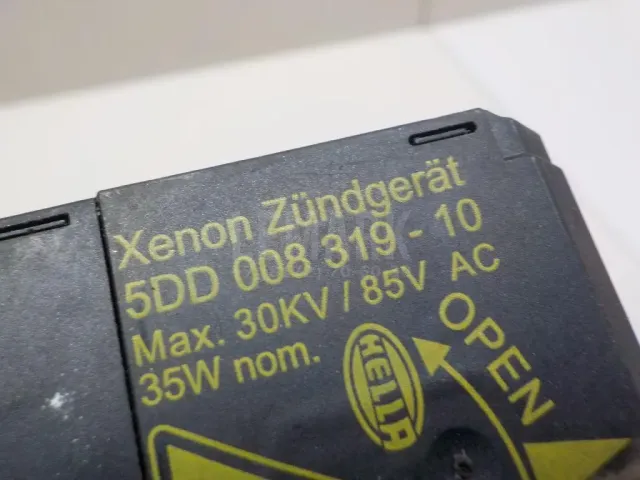 Xenon Zündgerät
5DD 008 319 - 10
Max. 30KV / 85V AC
35W nom.
HELLA
OPEN